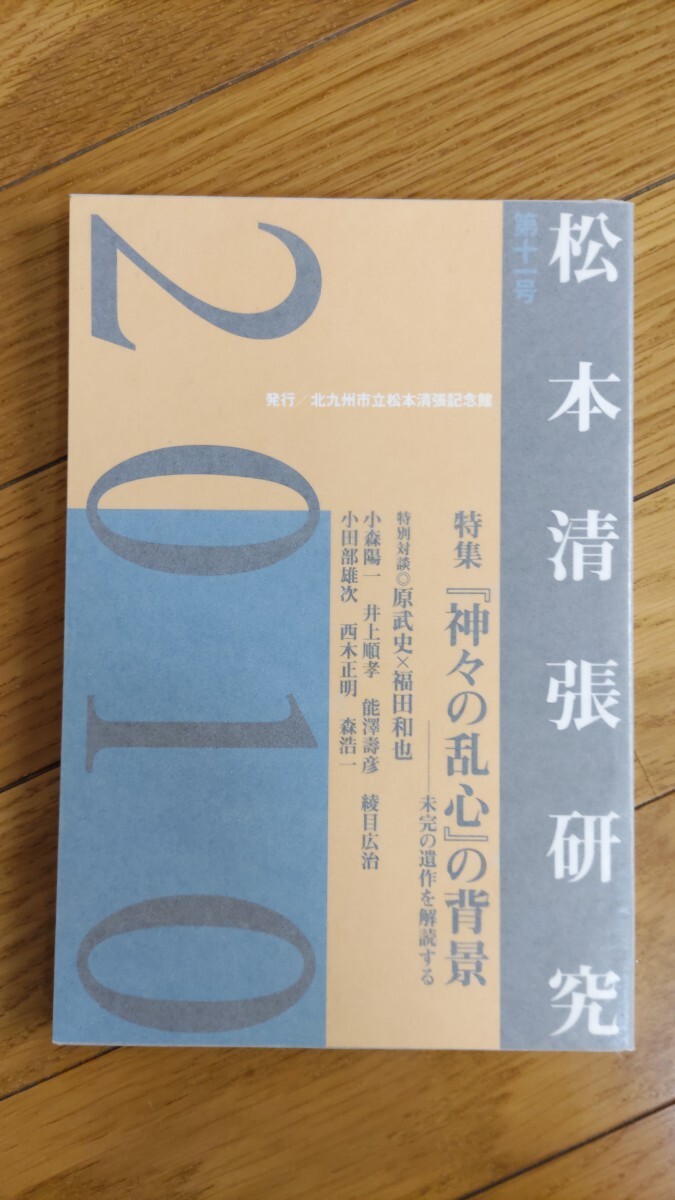 松本清張研究
第十一号
2010
発行/北九州市立松本清張記念館
特集『神々の乱心』の背景
――未完の遺作を解読する
特別対談◎原武史×福田和也
小森陽一 井上順孝 能澤壽彦 綾目広治
小田部雄次 西木正明 森浩一